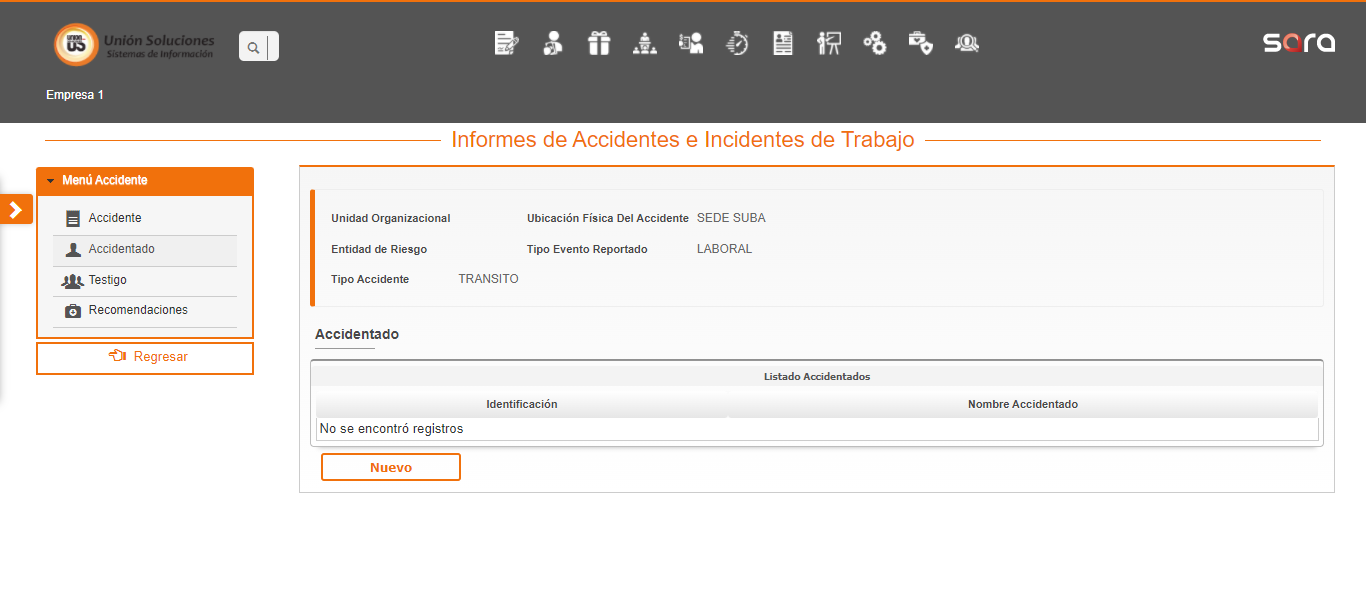 UNION
US
Unión Soluciones
Sistemas de Información
sara
Empresa 1
Informes de Accidentes e Incidentes de Trabajo
Menú Accidente
Accidente
Accidentado
Testigo
Recomendaciones
Regresar
Unidad Organizacional Ubicación Física Del Accidente SEDE SUBA
Entidad de Riesgo Tipo Evento Reportado LABORAL
Tipo Accidente TRANSITO
Accidentado
Listado Accidentados
Identificación Nombre Accidentado
No se encontró registros
Nuevo